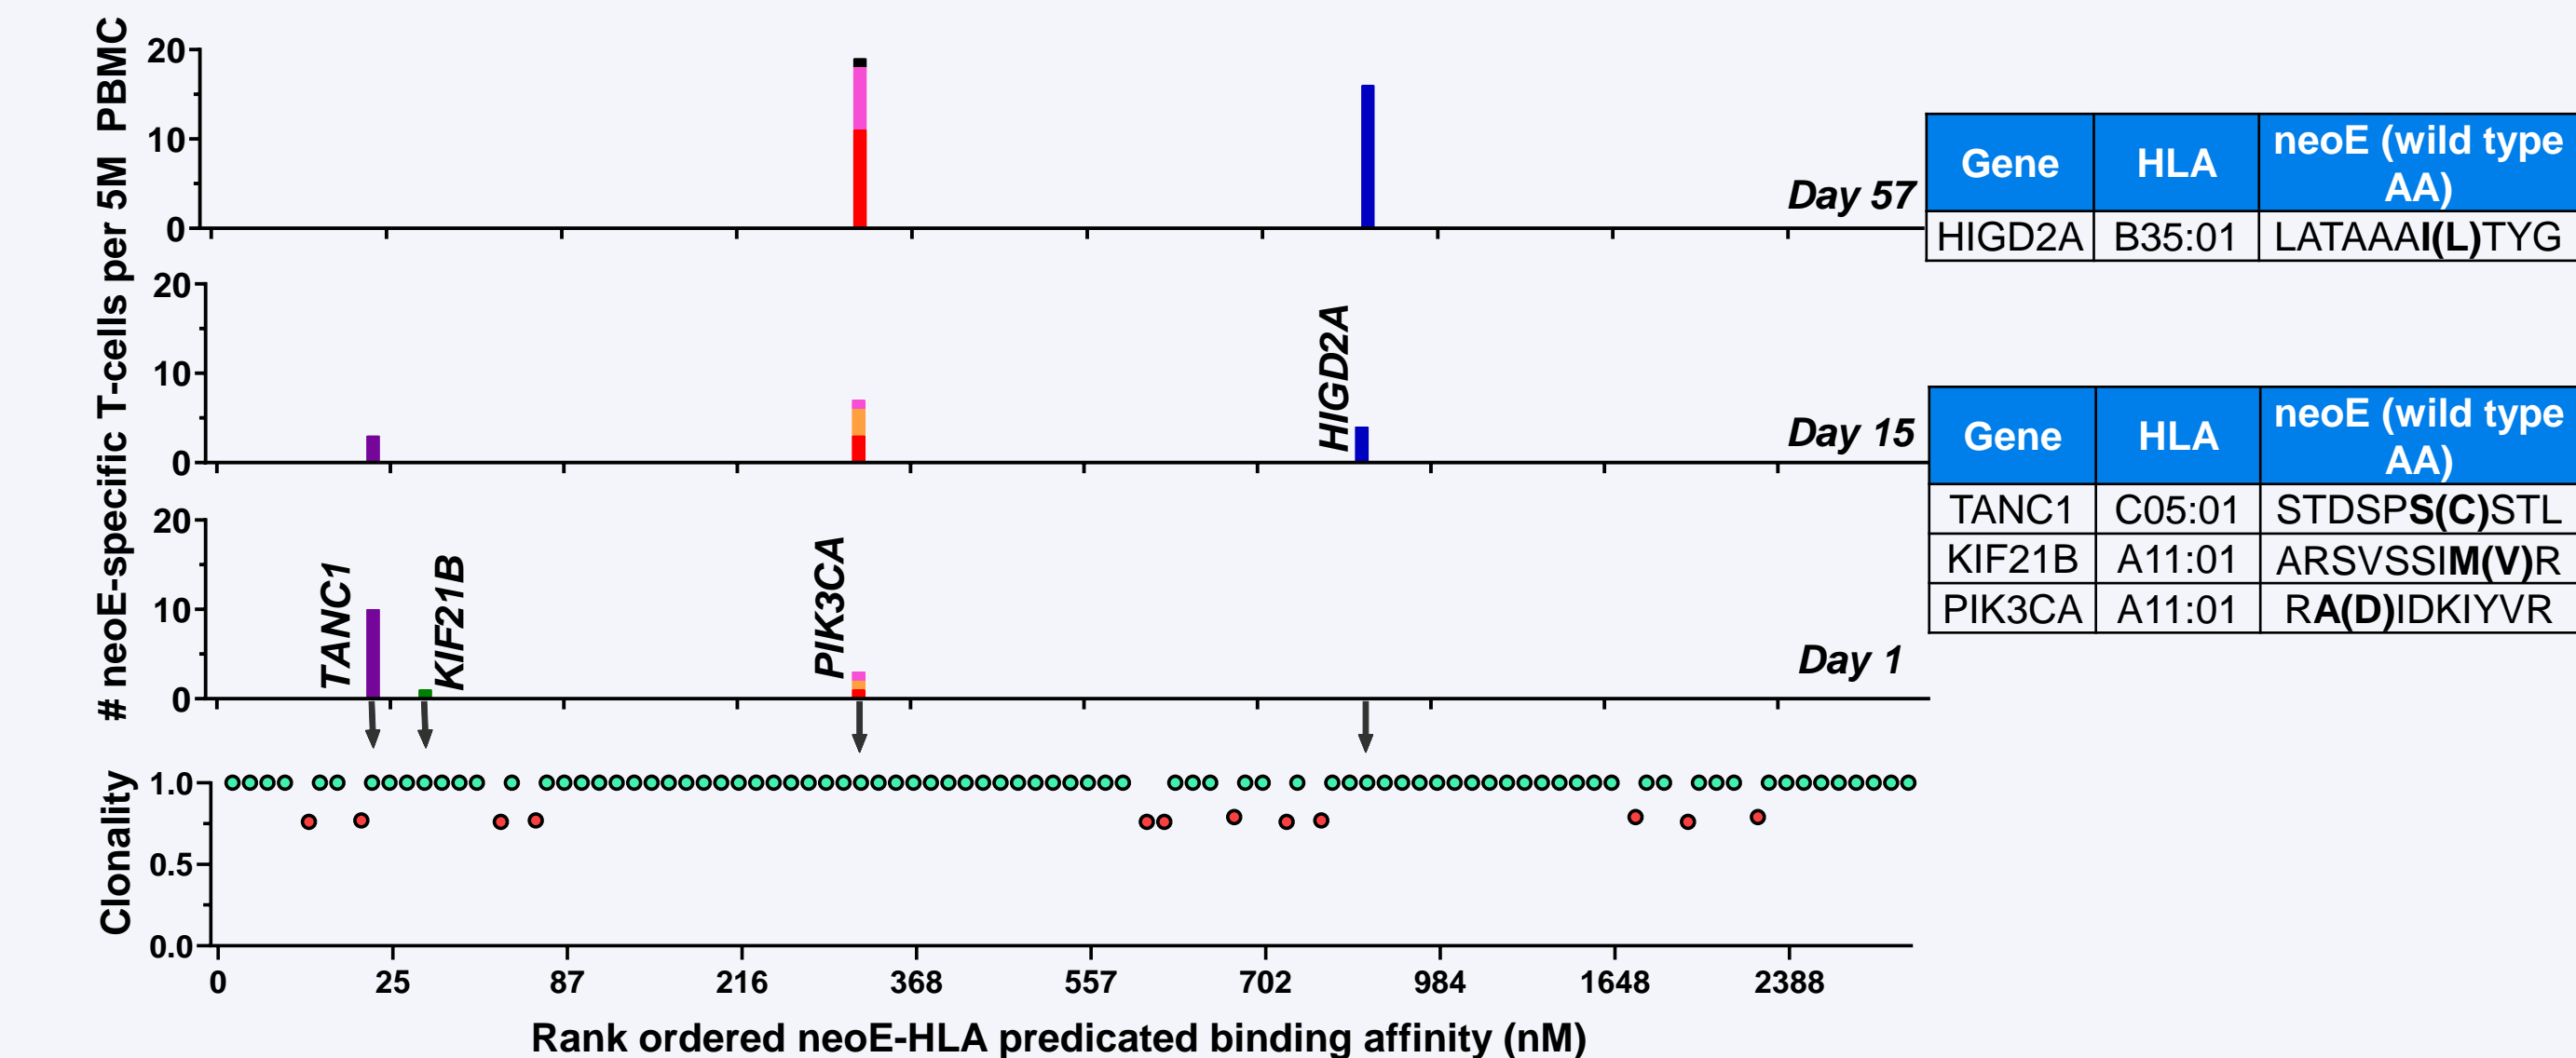 # neoE-specific T-cells per 5M PBMC
20
10
0
Day 57
Gene HLA neoE (wild type AA)
HIGD2A B35:01 LATAAAI(L)TYG
20
10
0
HIGD2A
Day 15
Gene HLA neoE (wild type AA)
TANC1 C05:01 STDSPS(C)STL
KIF21B A11:01 ARSVSSIM(V)R
PIK3CA A11:01 RA(D)IDKIYVR
20
10
0
TANC1
KIF21B
PIK3CA
Day 1
Clonality
1.0
0.5
0.0
0 25 87 216 368 557 702 984 1648 2388
Rank ordered neoE-HLA predicated binding affinity (nM)